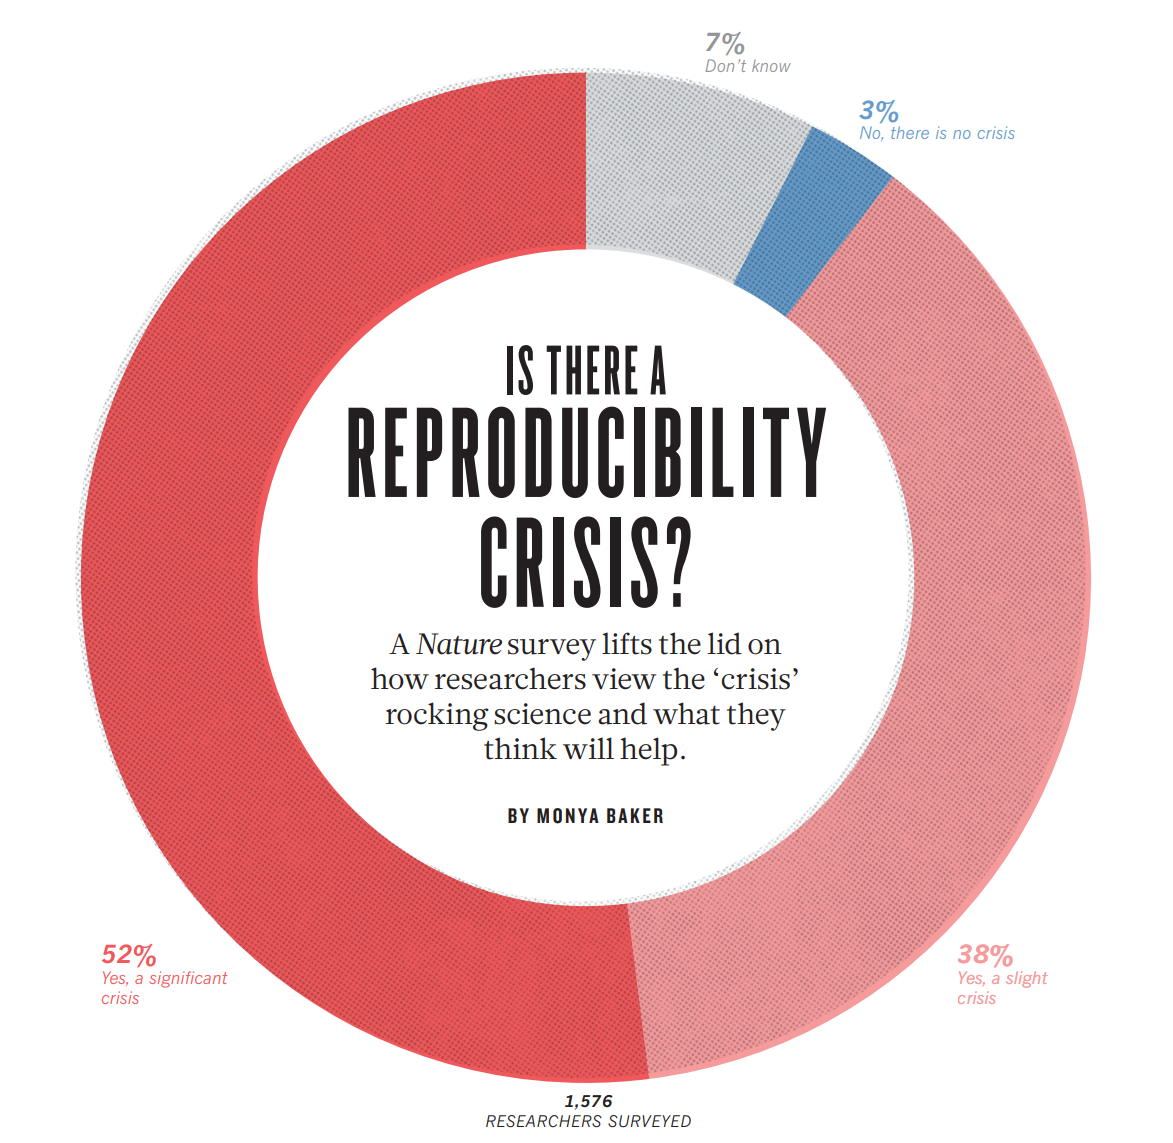 7%
Don’t know
3%
No, there is no crisis
IS THERE A
REPRODUCIBILITY
CRISIS?
A Nature survey lifts the lid on
how researchers view the ‘crisis’
rocking science and what they
think will help.
BY MONYA BAKER
52%
Yes, a significant
crisis
38%
Yes, a slight
crisis
1,576
RESEARCHERS SURVEYED